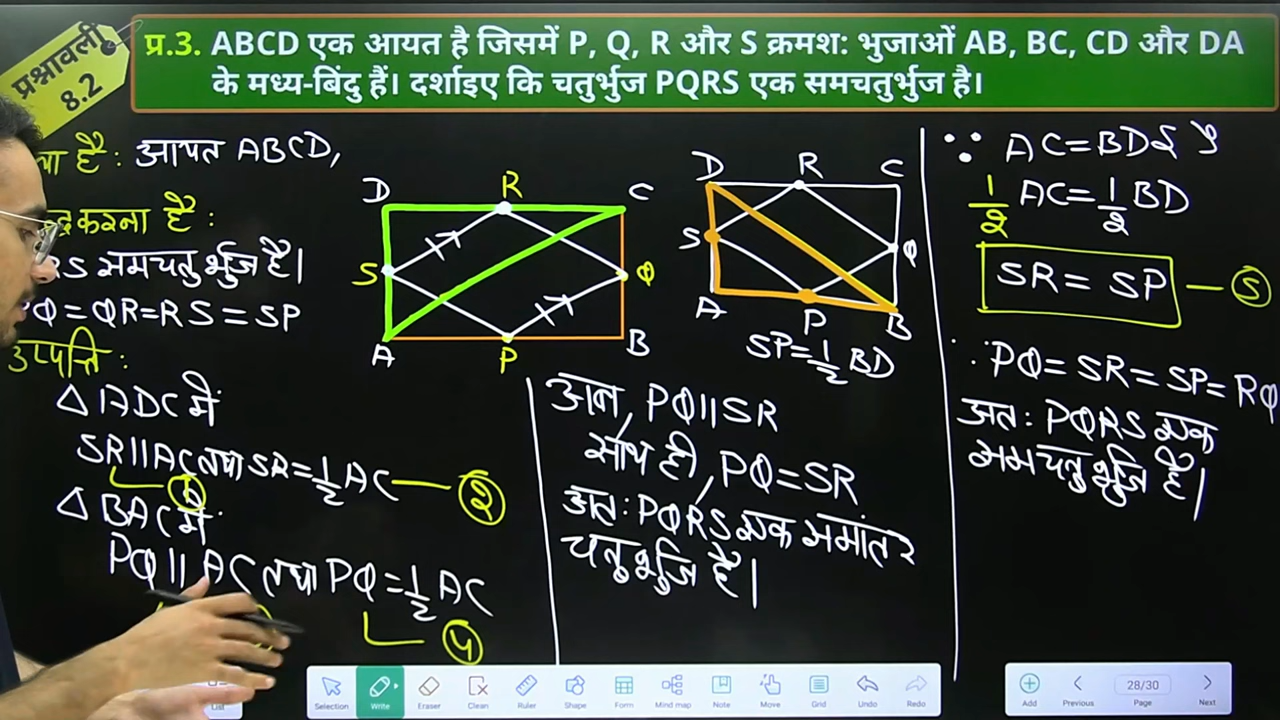 प्रश्नावली
8.2
प्र.3. ABCD एक आयत है जिसमें P, Q, R और S क्रमश: भुजाओं AB, BC, CD और DA
के मध्य-बिंदु हैं। दर्शाइए कि चतुर्भुज PQRS एक समचतुर्भुज है।
है : आयत ABCD,
करना है :
RS समचतुर्भुज है।
PQ = QR = RS = SP
उपपत्ति :
△ADC में
SR || AC तथा SR = 1/2 AC — 2
1
△BAC में
PQ || AC तथा PQ = 1/2 AC
4
D R C
S Q
A P B
D R C
S Q
A P B
SP = 1/2 BD
अत, PQ || SR
साथ ही, PQ = SR
अत: PQRS एक समांतर
चतुर्भुज है।
∵ AC = BD
1/2 AC = 1/2 BD
SR = SP — 5
∴ PQ = SR = SP = RQ
अत: PQRS एक
समचतुर्भुज है।
Selection Write Eraser Clean Ruler Shape Form Mind map Note Move Grid Undo Redo
List
Add Previous 28/30 Page Next